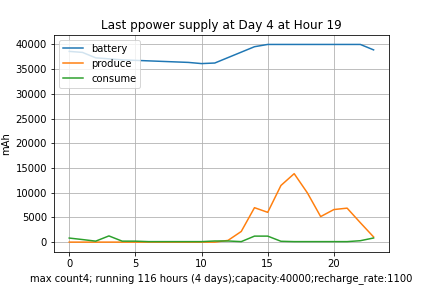 Last ppower supply at Day 4 at Hour 19
40000
35000
30000
25000
20000
15000
10000
5000
0
mAh
battery
produce
consume
0 5 10 15 20
max count4; running 116 hours (4 days);capacity:40000;recharge_rate:1100